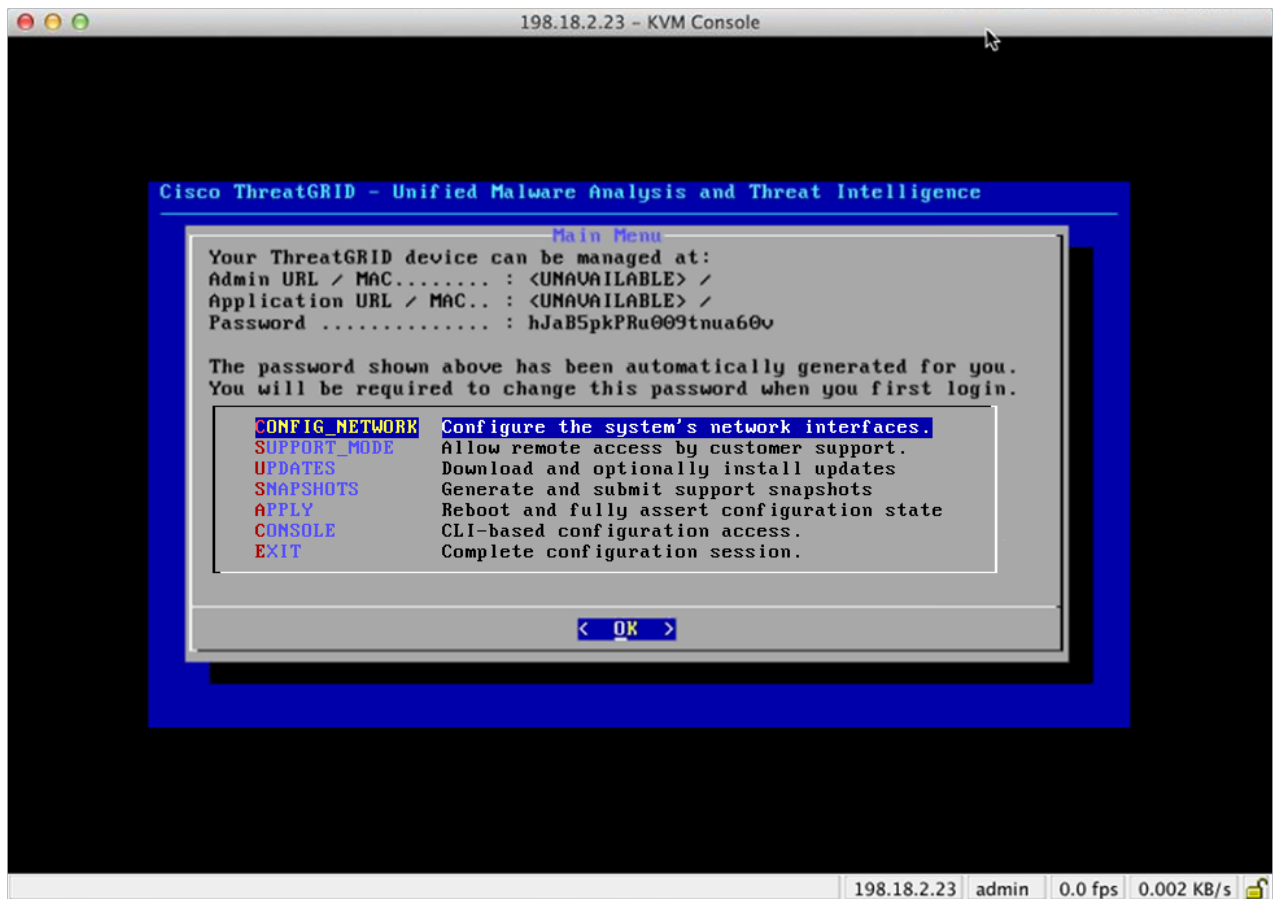 198.18.2.23 – KVM Console
Cisco ThreatGRID - Unified Malware Analysis and Threat Intelligence
Main Menu
Your ThreatGRID device can be managed at:
Admin URL / MAC........ : <UNAVAILABLE> /
Application URL / MAC.. : <UNAVAILABLE> /
Password .............. : hJaB5pkPRu009tnua60v
The password shown above has been automatically generated for you.
You will be required to change this password when you first login.
CONFIG_NETWORK Configure the system's network interfaces.
SUPPORT_MODE Allow remote access by customer support.
UPDATES Download and optionally install updates
SNAPSHOTS Generate and submit support snapshots
APPLY Reboot and fully assert configuration state
CONSOLE CLI-based configuration access.
EXIT Complete configuration session.
< OK >
198.18.2.23 admin 0.0 fps 0.002 KB/s